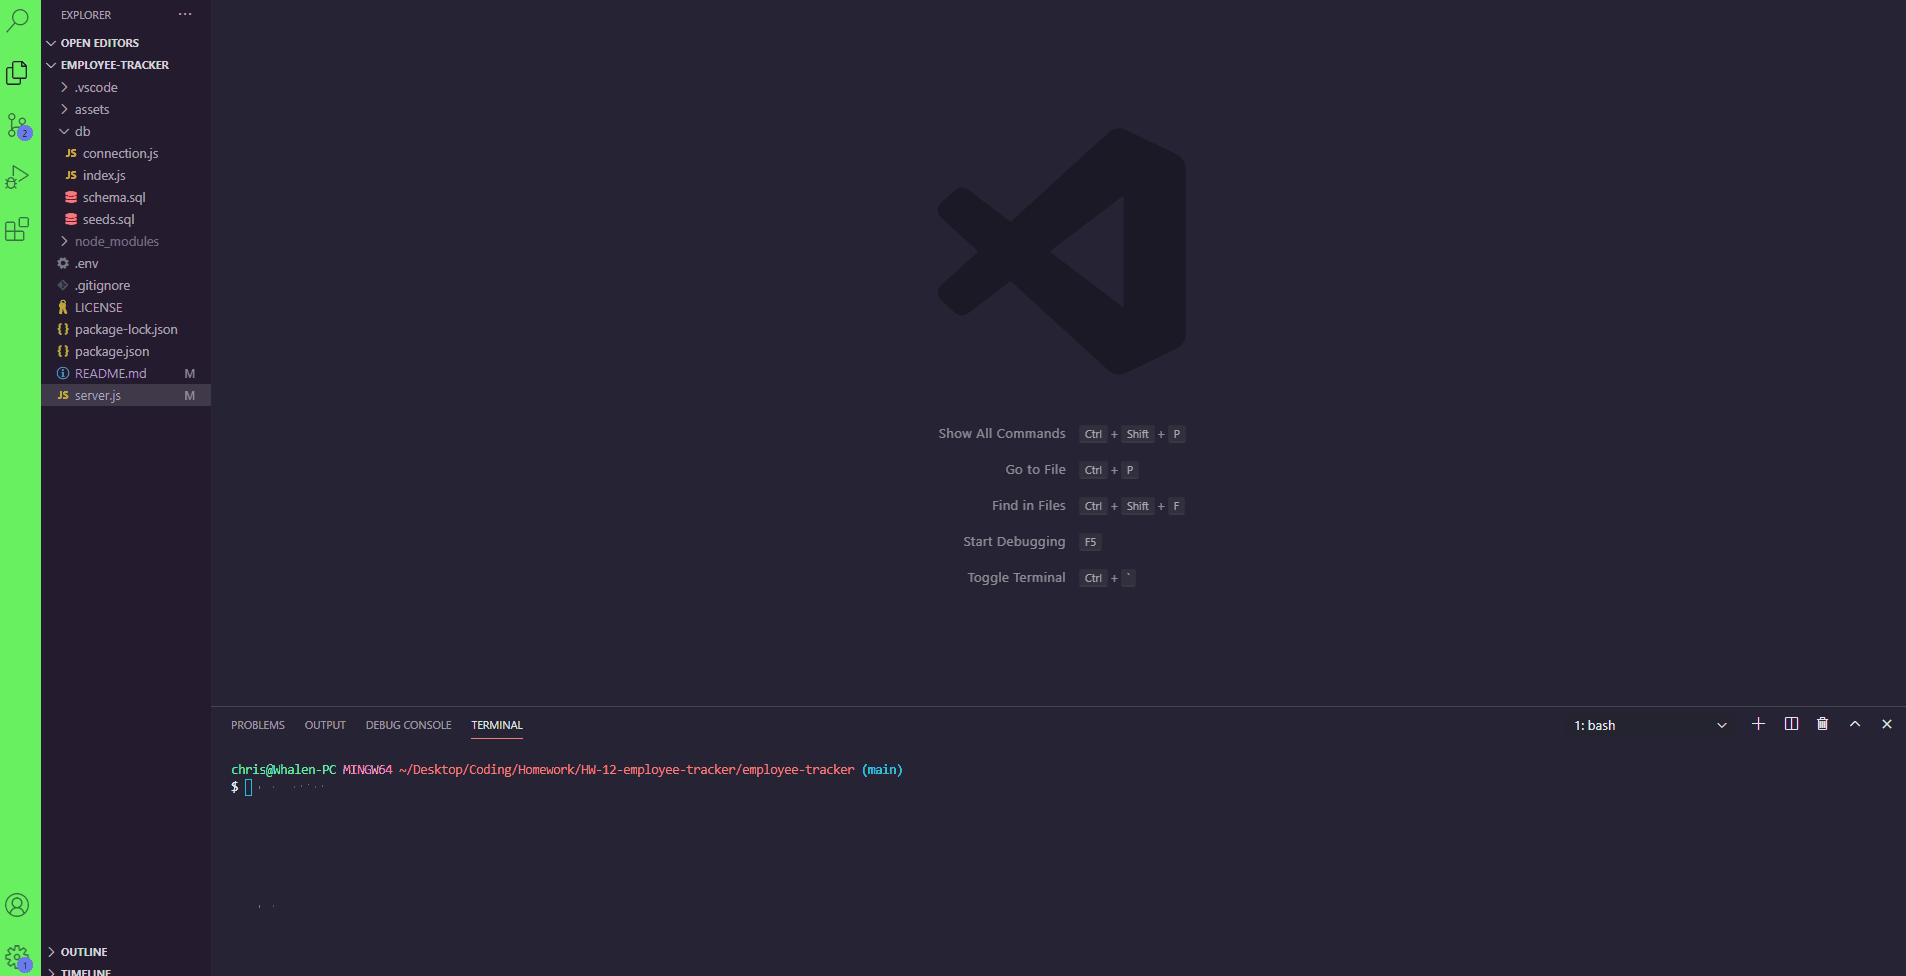 EXPLORER ···
OPEN EDITORS
EMPLOYEE-TRACKER
.vscode
assets
db
JS connection.js
JS index.js
schema.sql
seeds.sql
node_modules
.env
.gitignore
LICENSE
{} package-lock.json
{} package.json
README.md M
JS server.js M
OUTLINE
TIMELINE
2
1
Show All Commands Ctrl + Shift + P
Go to File Ctrl + P
Find in Files Ctrl + Shift + F
Start Debugging F5
Toggle Terminal Ctrl + `
PROBLEMS OUTPUT DEBUG CONSOLE TERMINAL 1: bash
chris@Whalen-PC MINGW64 ~/Desktop/Coding/Homework/HW-12-employee-tracker/employee-tracker (main)
$